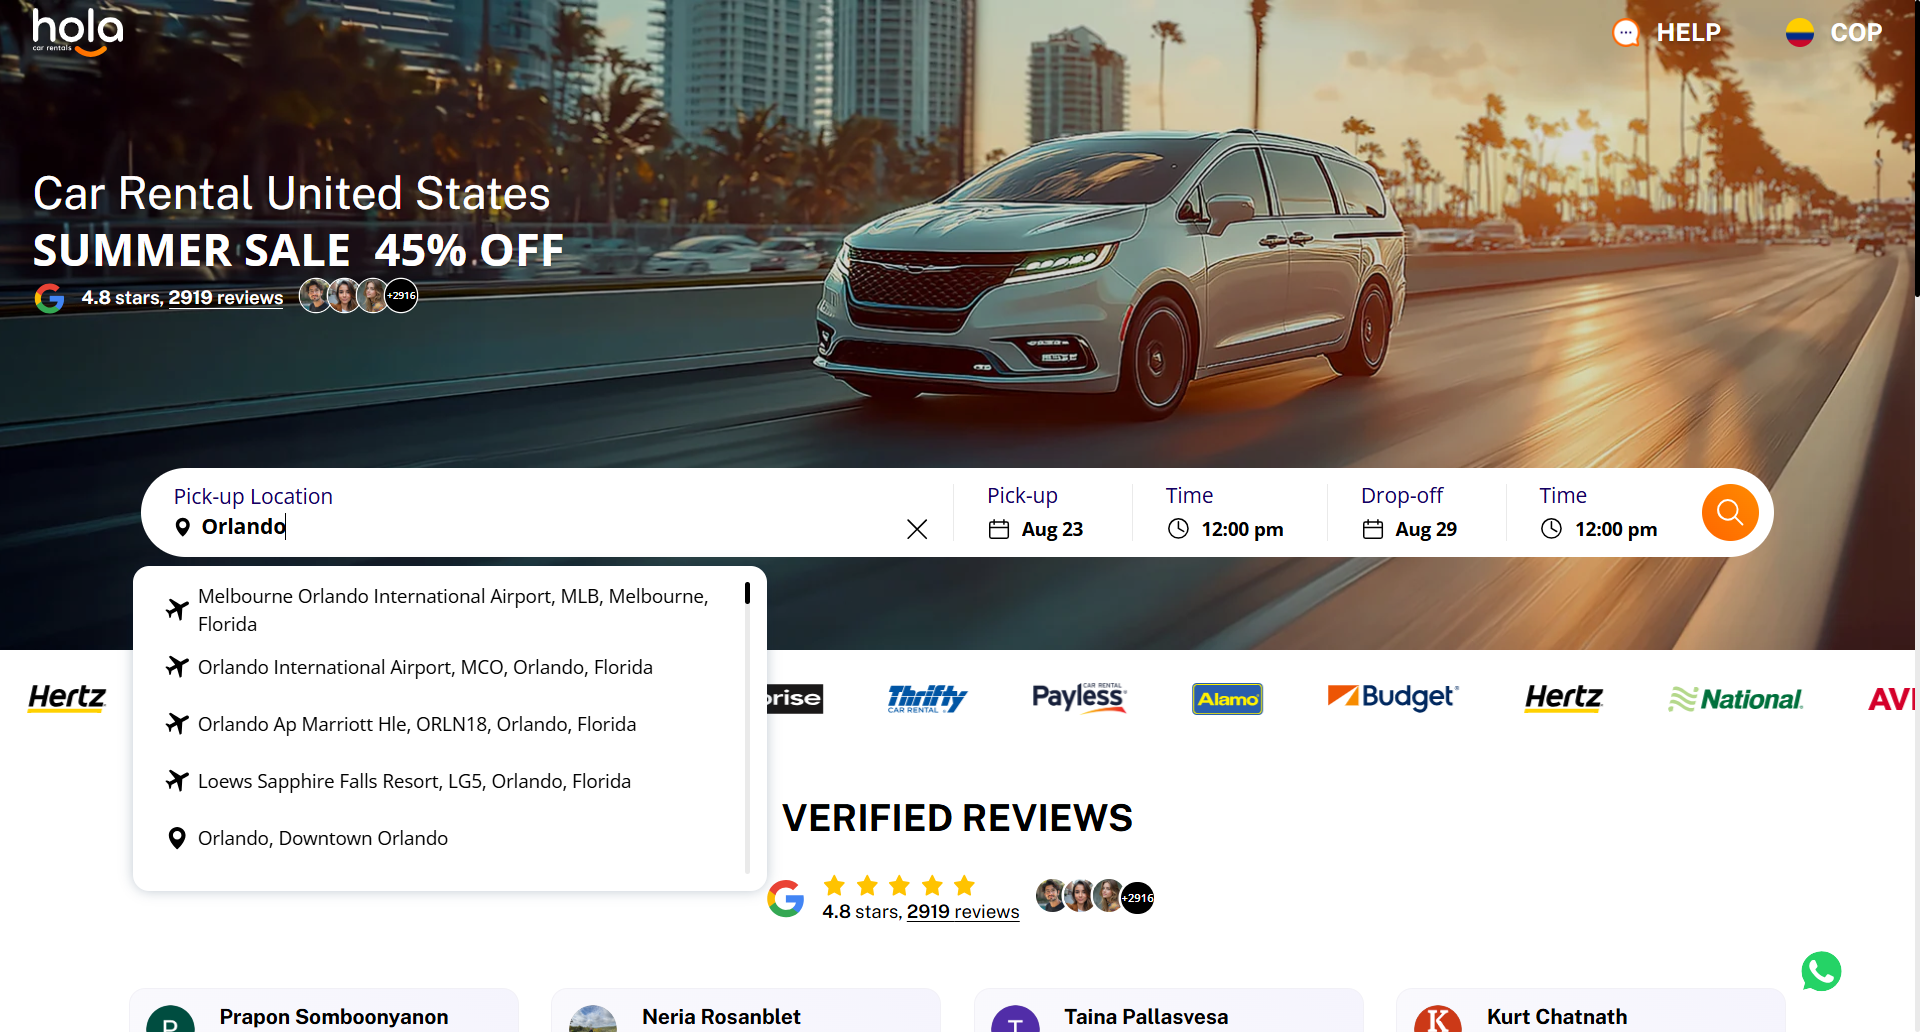 hola
car rentals
HELP
COP
Car Rental United States
SUMMER SALE 45% OFF
4.8 stars, 2919 reviews
+2916
Pick-up Location
Orlando
Pick-up
Aug 23
Time
12:00 pm
Drop-off
Aug 29
Time
12:00 pm
Melbourne Orlando International Airport, MLB, Melbourne,
Florida
Orlando International Airport, MCO, Orlando, Florida
Orlando Ap Marriott Hle, ORLN18, Orlando, Florida
Loews Sapphire Falls Resort, LG5, Orlando, Florida
Orlando, Downtown Orlando
Hertz
prise
Thrifty
CAR RENTAL
CAR RENTAL
Payless
Alamo
Budget
Hertz
National
AVI
VERIFIED REVIEWS
4.8 stars, 2919 reviews
+2916
P
Prapon Somboonyanon
Neria Rosanblet
T
Taina Pallasvesa
K
Kurt Chatnath